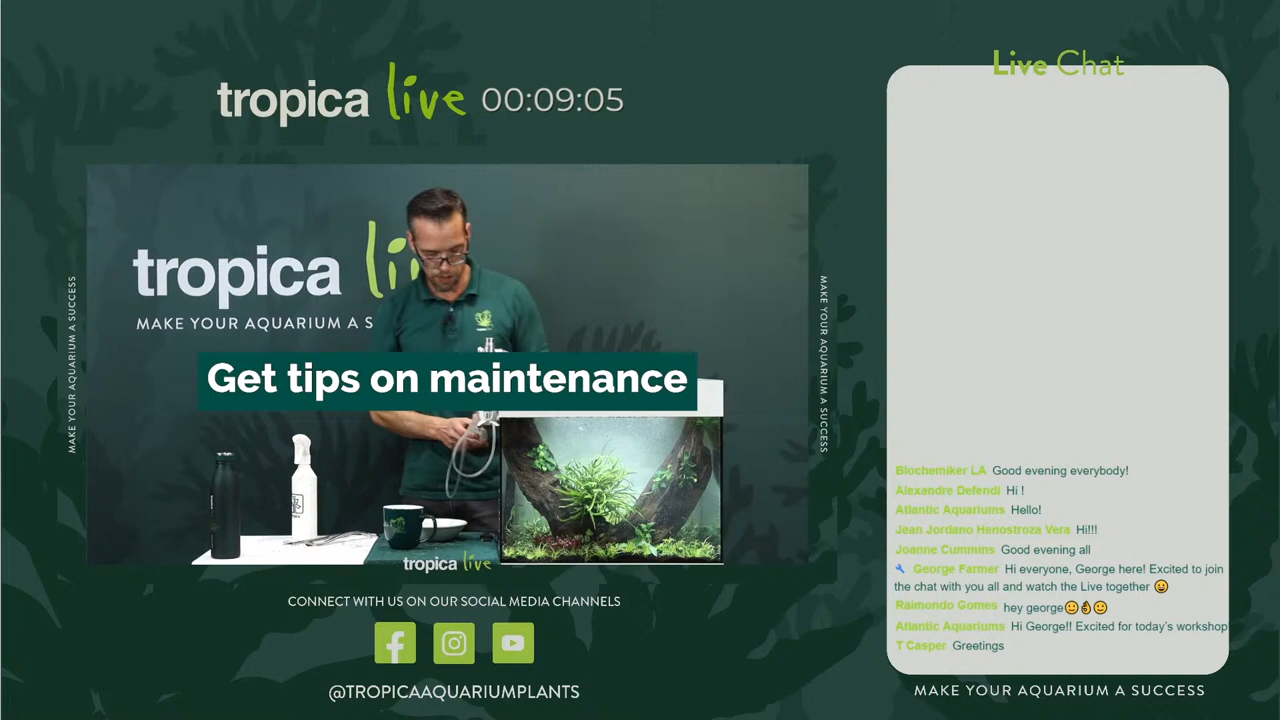 tropica live 00:09:05
Live Chat
tropica li
MAKE YOUR AQUARIUM A S
MAKE YOUR AQUARIUM A SUCCESS
MAKE YOUR AQUARIUM A SUCCESS
Get tips on maintenance
tropica live
CONNECT WITH US ON OUR SOCIAL MEDIA CHANNELS
@TROPICAAQUARIUMPLANTS
Biochemiker LA Good evening everybody!
Alexandre Defendi Hi !
Atlantic Aquariums Hello!
Jean Jordano Henostroza Vera Hi!!!
Joanne Cummins Good evening all
George Farmer Hi everyone, George here! Excited to join
the chat with you all and watch the Live together 😀
Raimondo Gomes hey george🙂👌🙂
Atlantic Aquariums Hi George!! Excited for today's workshop
T Casper Greetings
MAKE YOUR AQUARIUM A SUCCESS